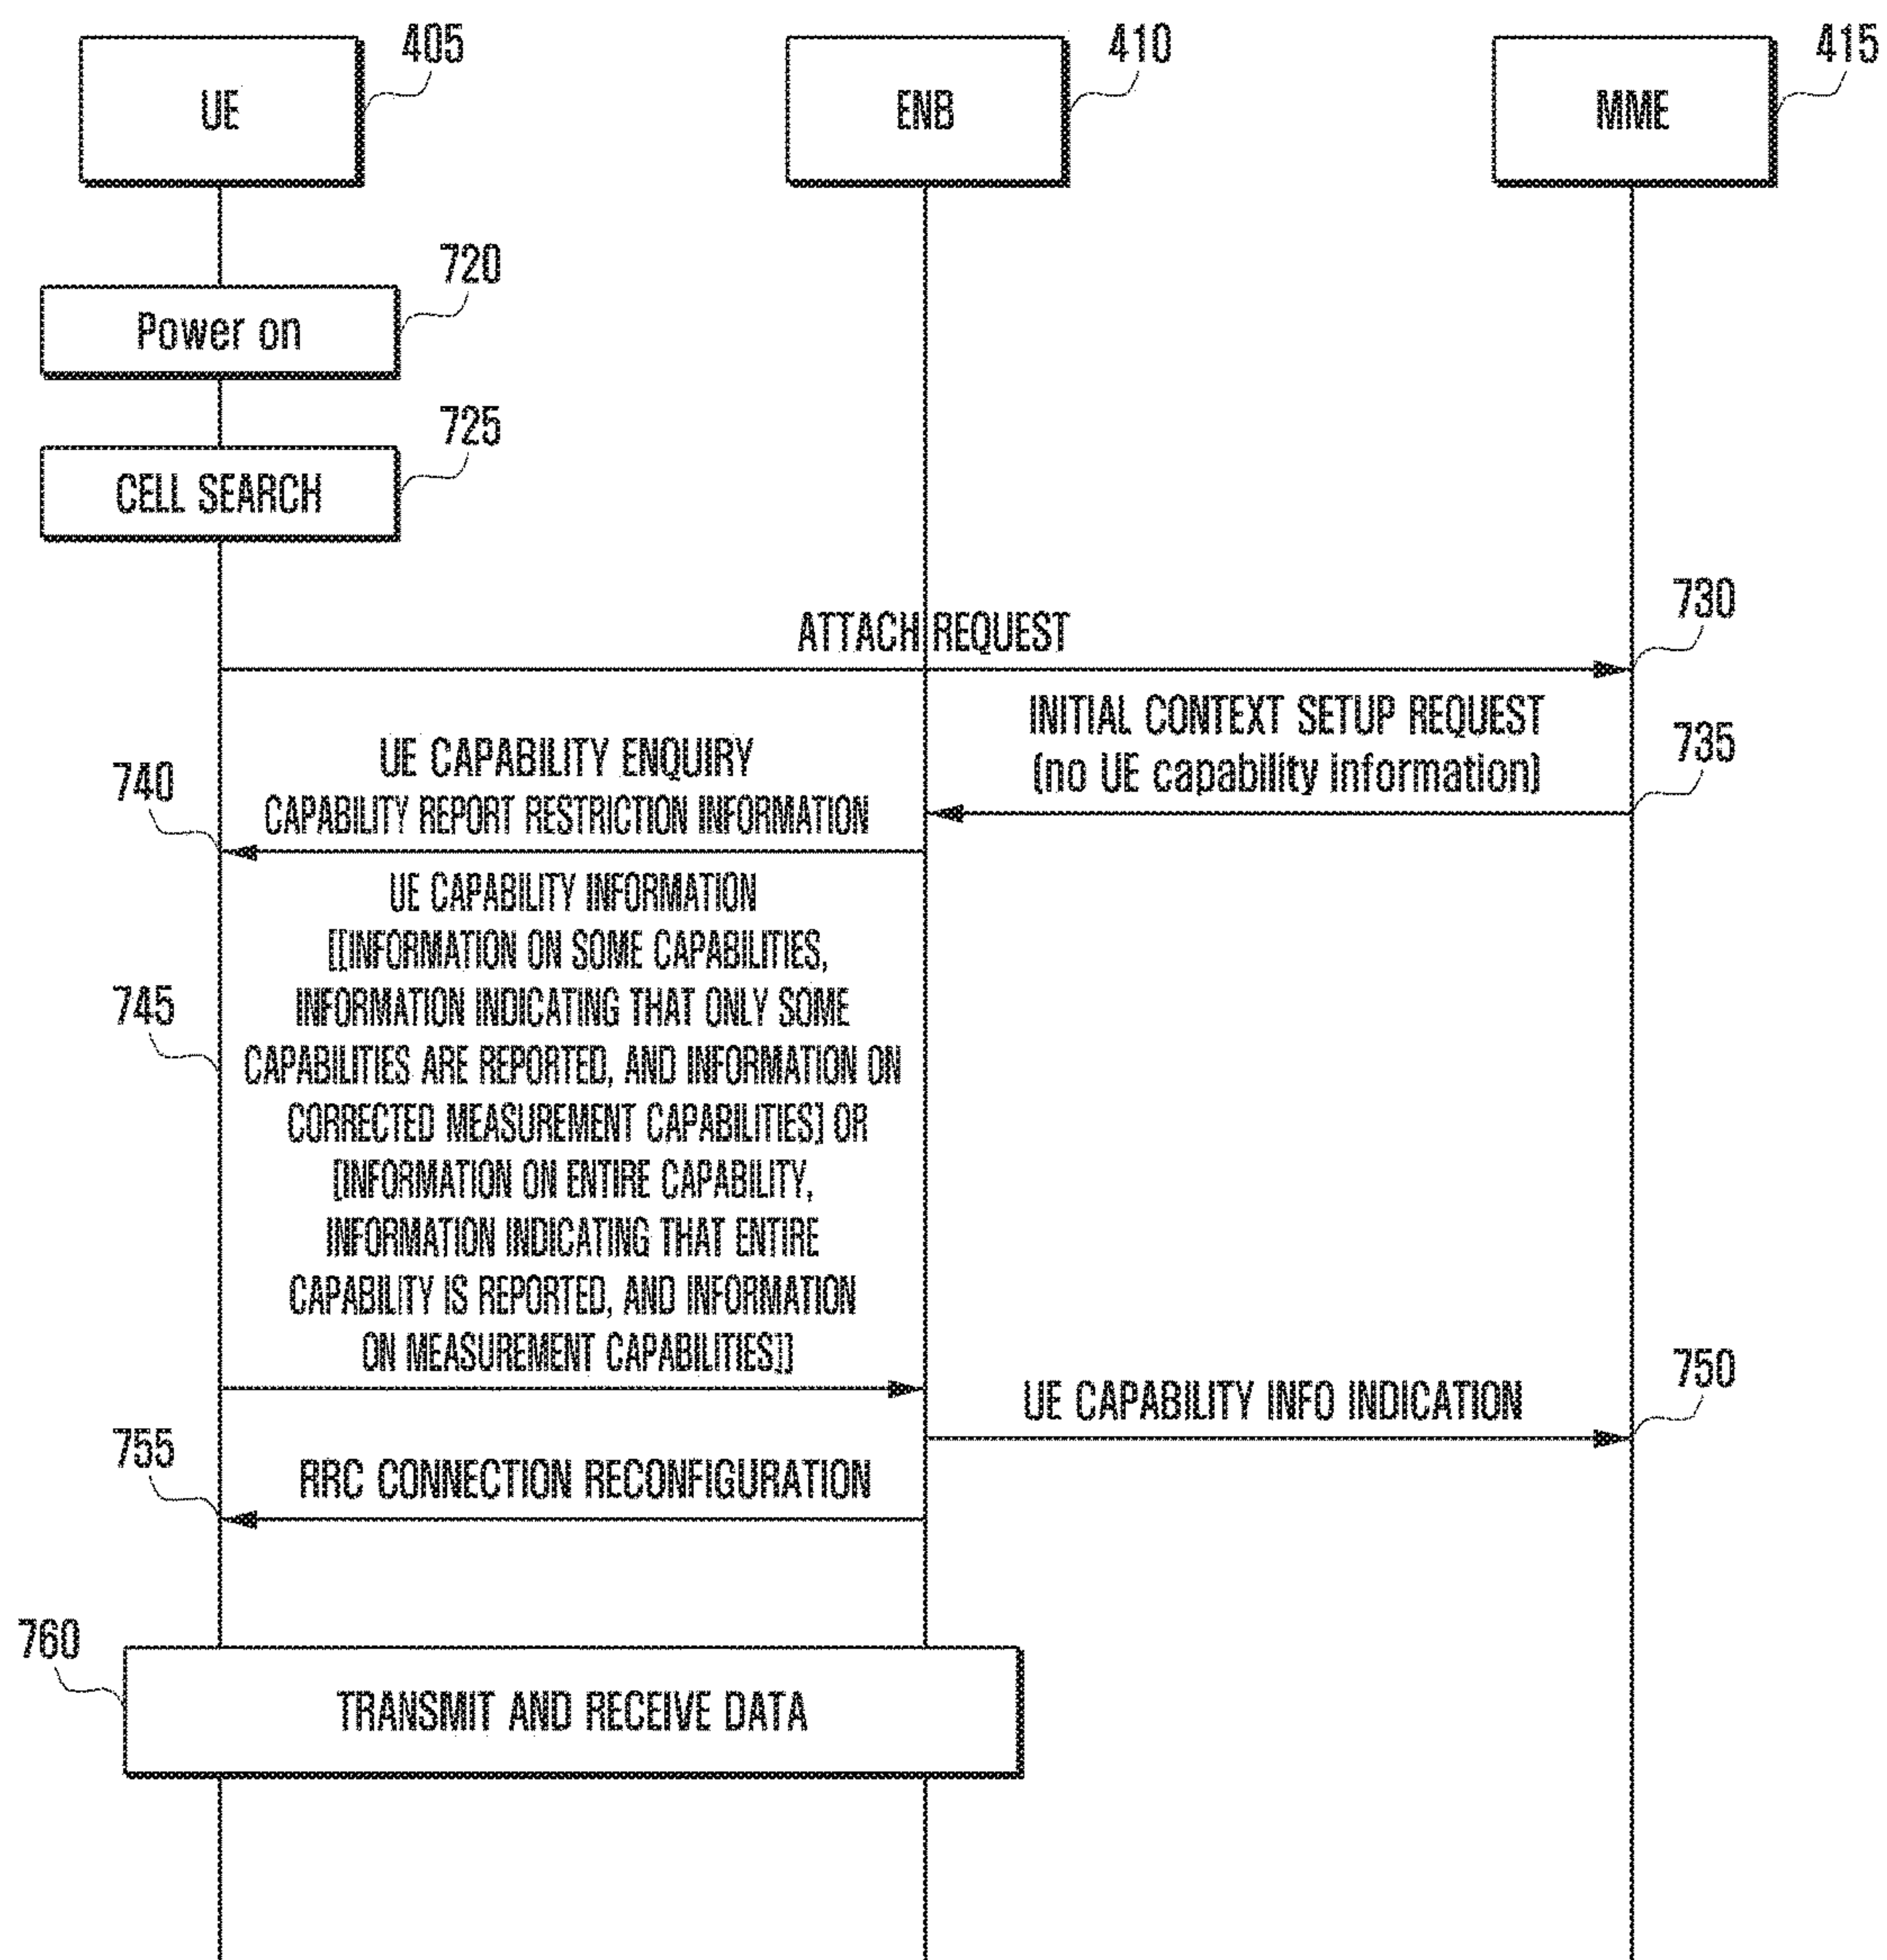 405
410
415
UE
ENB
MME
720
Power on
725
CELL SEARCH
730
ATTACH REQUEST
INITIAL CONTEXT SETUP REQUEST
(no UE capability information)
735
UE CAPABILITY ENQUIRY
740
CAPABILITY REPORT RESTRICTION INFORMATION
UE CAPABILITY INFORMATION
[[INFORMATION ON SOME CAPABILITIES,
INFORMATION INDICATING THAT ONLY SOME
745
CAPABILITIES ARE REPORTED, AND INFORMATION ON
CORRECTED MEASUREMENT CAPABILITIES] OR
[INFORMATION ON ENTIRE CAPABILITY,
INFORMATION INDICATING THAT ENTIRE
CAPABILITY IS REPORTED, AND INFORMATION
ON MEASUREMENT CAPABILITIES]]
750
UE CAPABILITY INFO INDICATION
755
RRC CONNECTION RECONFIGURATION
760
TRANSMIT AND RECEIVE DATA